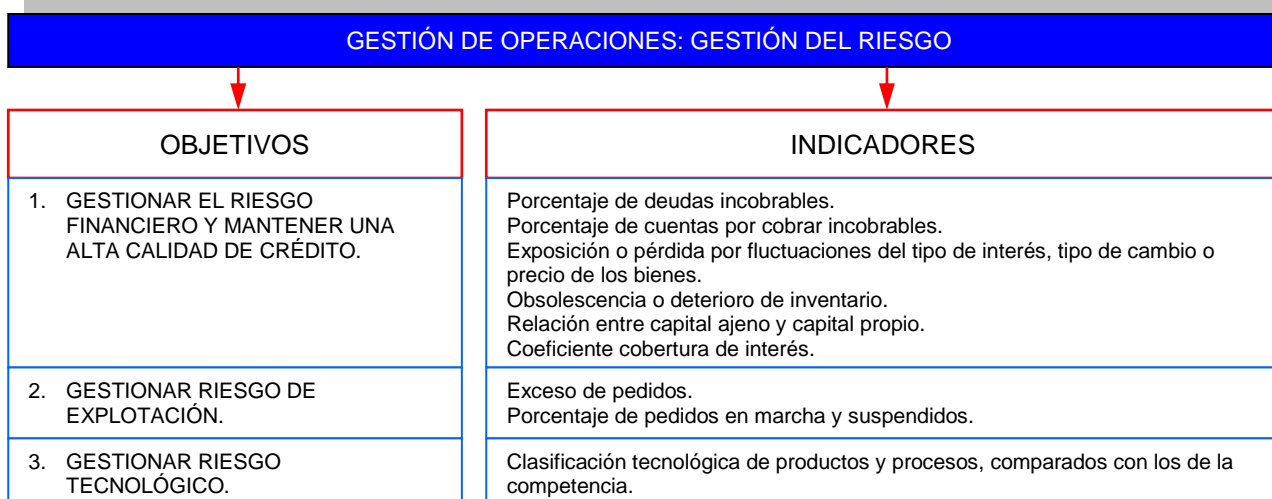 GESTIÓN DE OPERACIONES: GESTIÓN DEL RIESGO
OBJETIVOS
INDICADORES
1. GESTIONAR EL RIESGO
FINANCIERO Y MANTENER UNA
ALTA CALIDAD DE CRÉDITO.
Porcentaje de deudas incobrables.
Porcentaje de cuentas por cobrar incobrables.
Exposición o pérdida por fluctuaciones del tipo de interés, tipo de cambio o
precio de los bienes.
Obsolescencia o deterioro de inventario.
Relación entre capital ajeno y capital propio.
Coeficiente cobertura de interés.
2. GESTIONAR RIESGO DE
EXPLOTACIÓN.
Exceso de pedidos.
Porcentaje de pedidos en marcha y suspendidos.
3. GESTIONAR RIESGO
TECNOLÓGICO.
Clasificación tecnológica de productos y procesos, comparados con los de la
competencia.